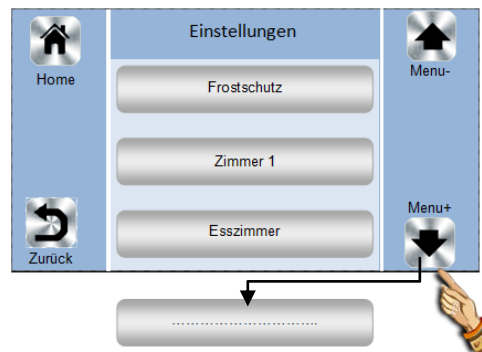 Einstellungen
Home
Menu-
Frostschutz
Zimmer 1
Menu+
Esszimmer
Zurück
................................